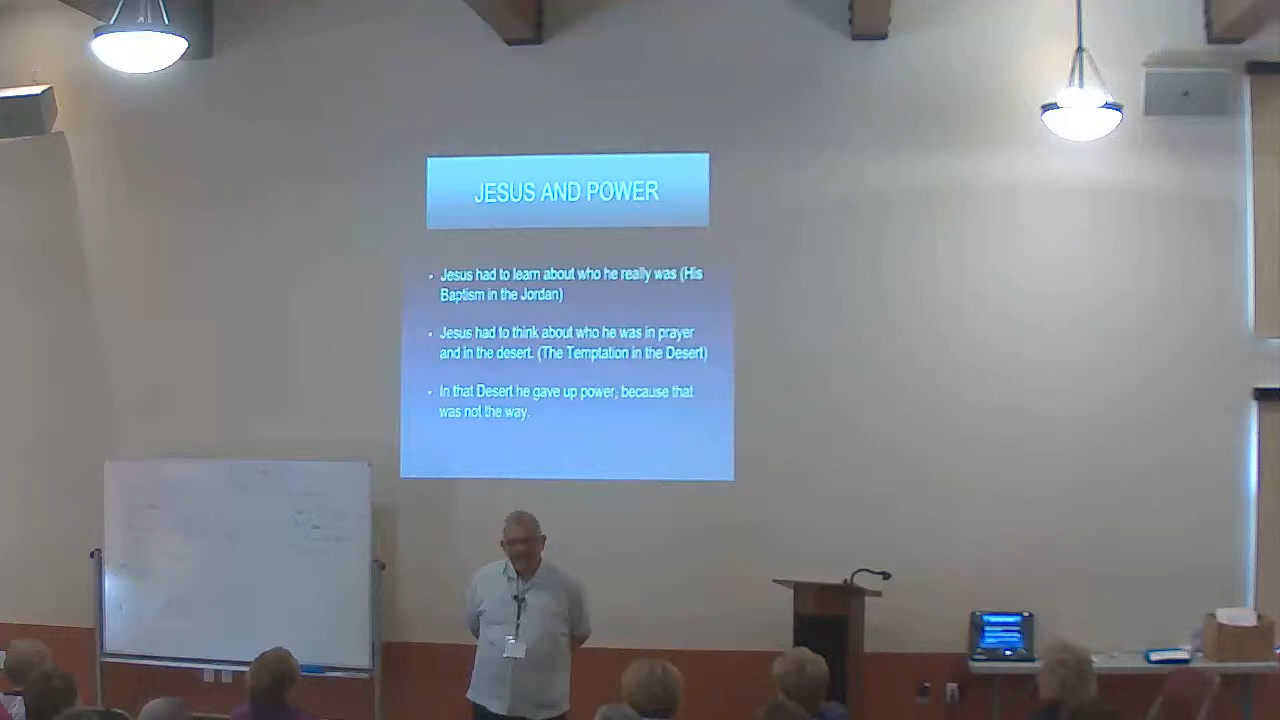 JESUS AND POWER
• Jesus had to learn about who he really was (His
Baptism in the Jordan)
• Jesus had to think about who he was in prayer
and in the desert. (The Temptation in the Desert)
• In that Desert he gave up power, because that
was not the way.